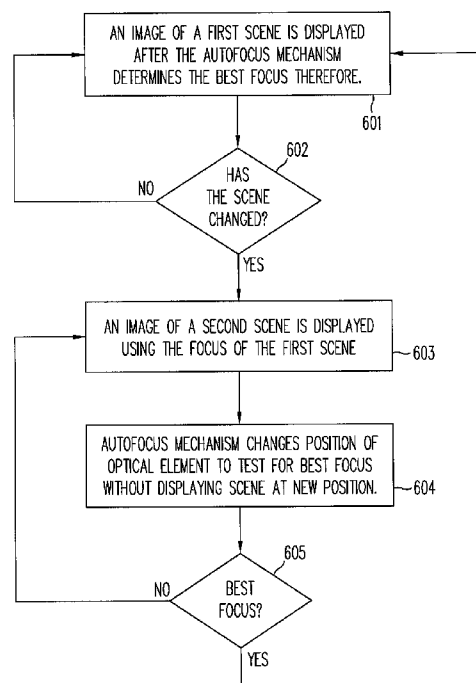 AN IMAGE OF A FIRST SCENE IS DISPLAYED
AFTER THE AUTOFOCUS MECHANISM
DETERMINES THE BEST FOCUS THEREFORE.
601
602
HAS
THE SCENE
CHANGED?
NO
YES
AN IMAGE OF A SECOND SCENE IS DISPLAYED
USING THE FOCUS OF THE FIRST SCENE
603
AUTOFOCUS MECHANISM CHANGES POSITION OF
OPTICAL ELEMENT TO TEST FOR BEST FOCUS
WITHOUT DISPLAYING SCENE AT NEW POSITION.
604
605
BEST
FOCUS?
NO
YES